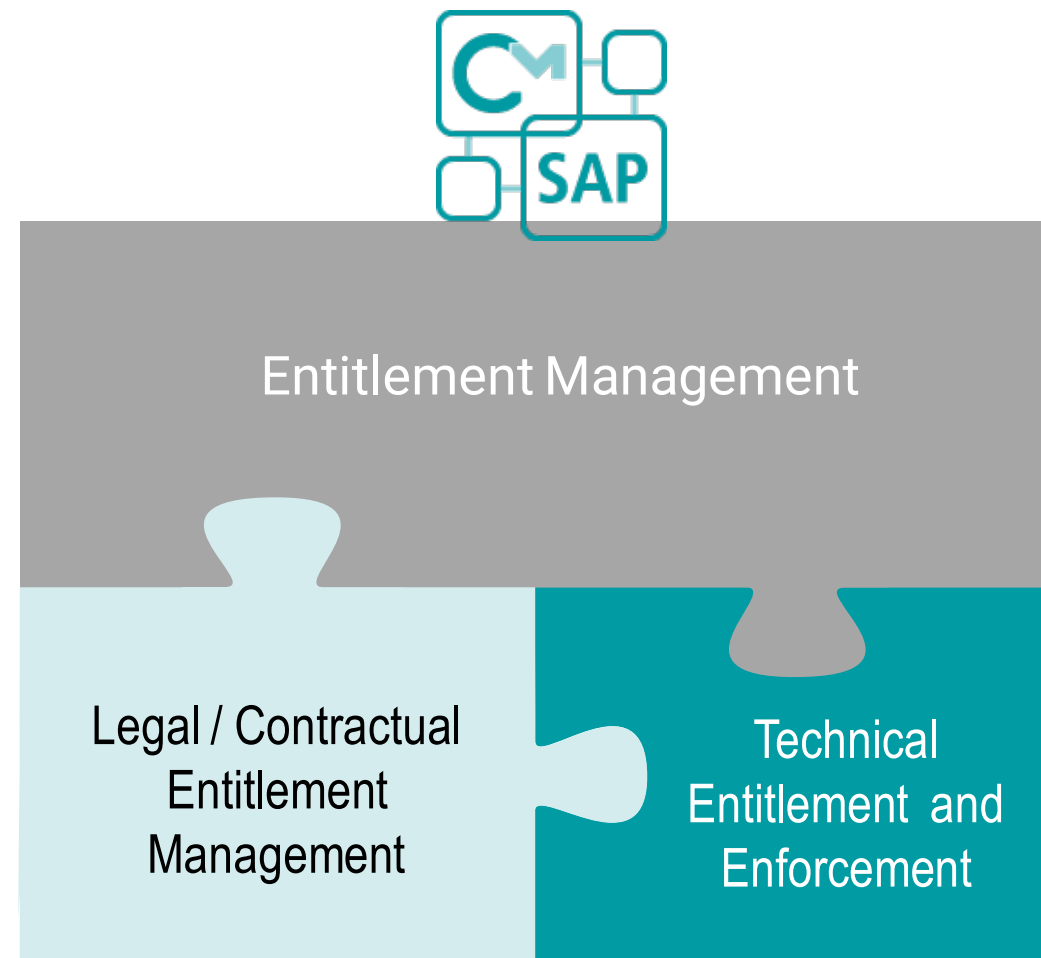 CM
SAP
Entitlement Management
Legal / Contractual
Entitlement
Management
Technical
Entitlement and
Enforcement